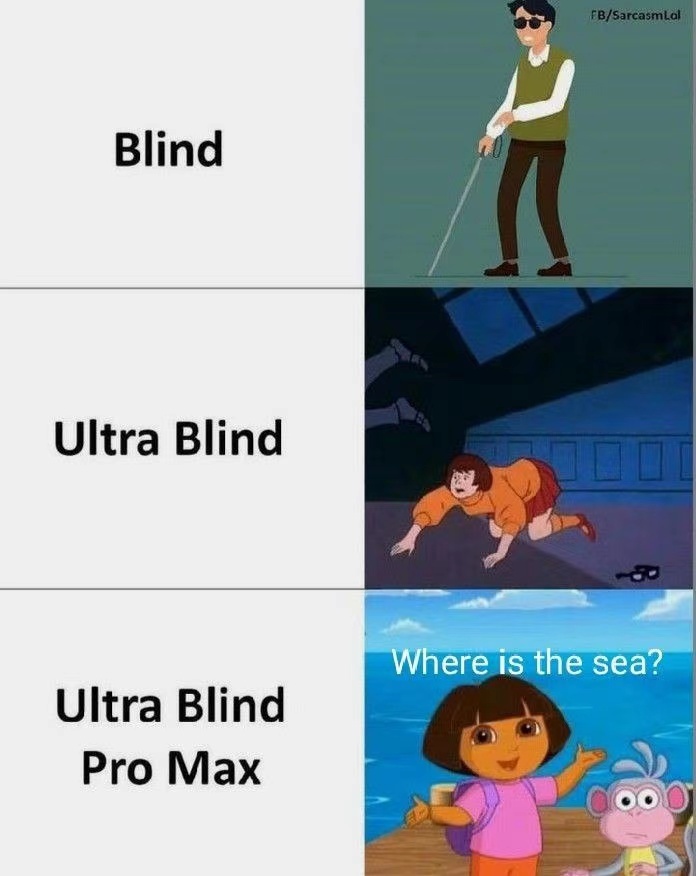 FB/SarcasmLol
Blind
Ultra Blind
Where is the sea?
Ultra Blind
Pro Max